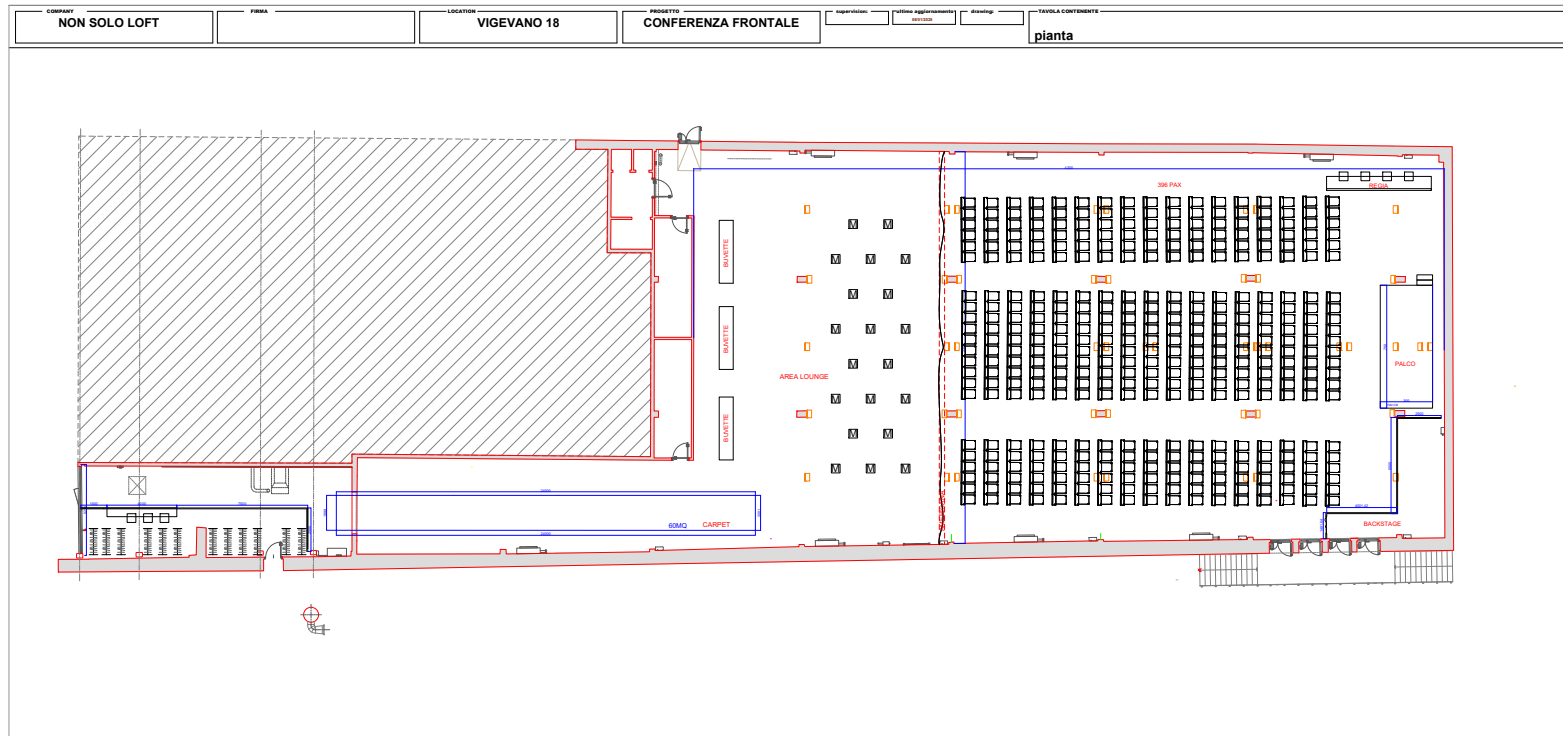 COMPANY
NON SOLO LOFT
FIRMA
LOCATION
VIGEVANO 18
PROGETTO
CONFERENZA FRONTALE
supervision:
ultimo aggiornamento
drawing:
TAVOLA CONTENENTE
pianta
396 PAX
REGIA
BUVETTE
BUVETTE
BUVETTE
AREA LOUNGE
PALCO
60MQ
CARPET
BACKSTAGE
M M
M M M
M M
M M M
M M
M M M
M M
M M M